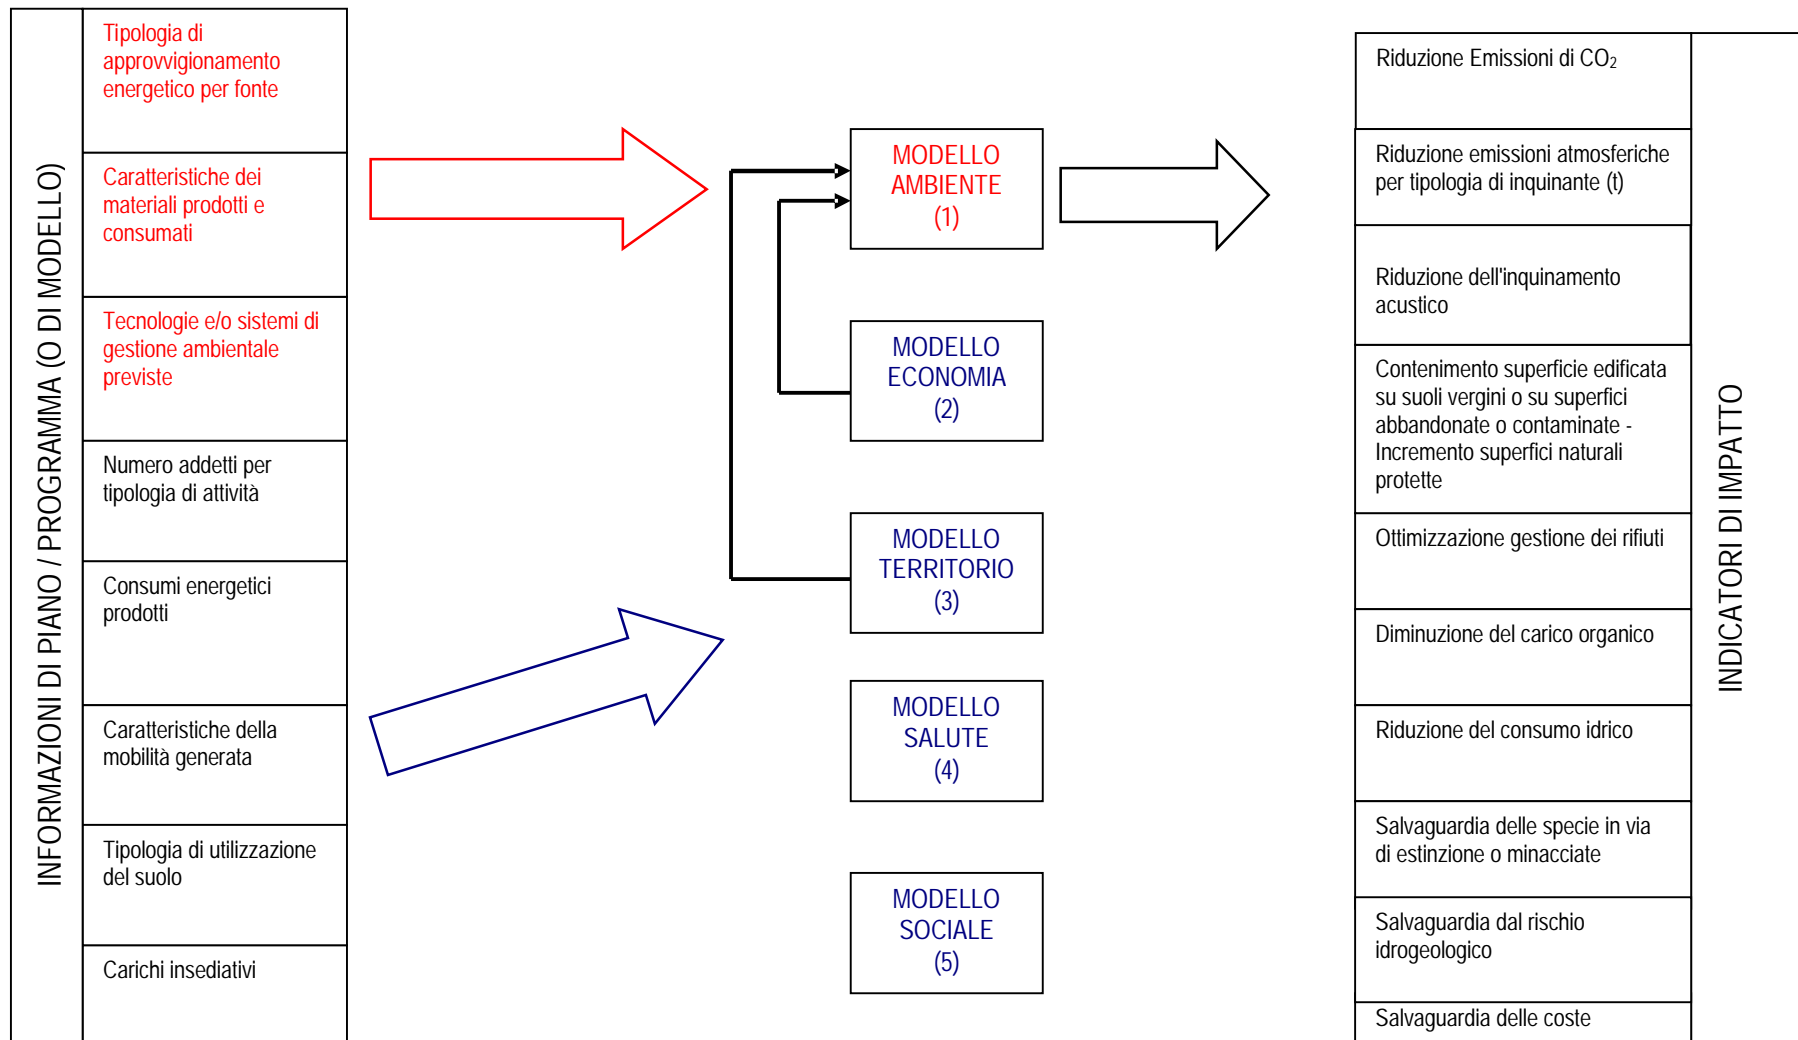 INFORMAZIONI DI PIANO / PROGRAMMA (O DI MODELLO)
Tipologia di
approvvigionamento
energetico per fonte
Caratteristiche dei
materiali prodotti e
consumati
Tecnologie e/o sistemi di
gestione ambientale
previste
Numero addetti per
tipologia di attività
Consumi energetici
prodotti
Caratteristiche della
mobilità generata
Tipologia di utilizzazione
del suolo
Carichi insediativi
MODELLO
AMBIENTE
(1)
MODELLO
ECONOMIA
(2)
MODELLO
TERRITORIO
(3)
MODELLO
SALUTE
(4)
MODELLO
SOCIALE
(5)
Riduzione Emissioni di CO₂
Riduzione emissioni atmosferiche
per tipologia di inquinante (t)
Riduzione dell'inquinamento
acustico
Contenimento superficie edificata
su suoli vergini o su superfici
abbandonate o contaminate -
Incremento superfici naturali
protette
Ottimizzazione gestione dei rifiuti
Diminuzione del carico organico
Riduzione del consumo idrico
Salvaguardia delle specie in via
di estinzione o minacciate
Salvaguardia dal rischio
idrogeologico
Salvaguardia delle coste
INDICATORI DI IMPATTO